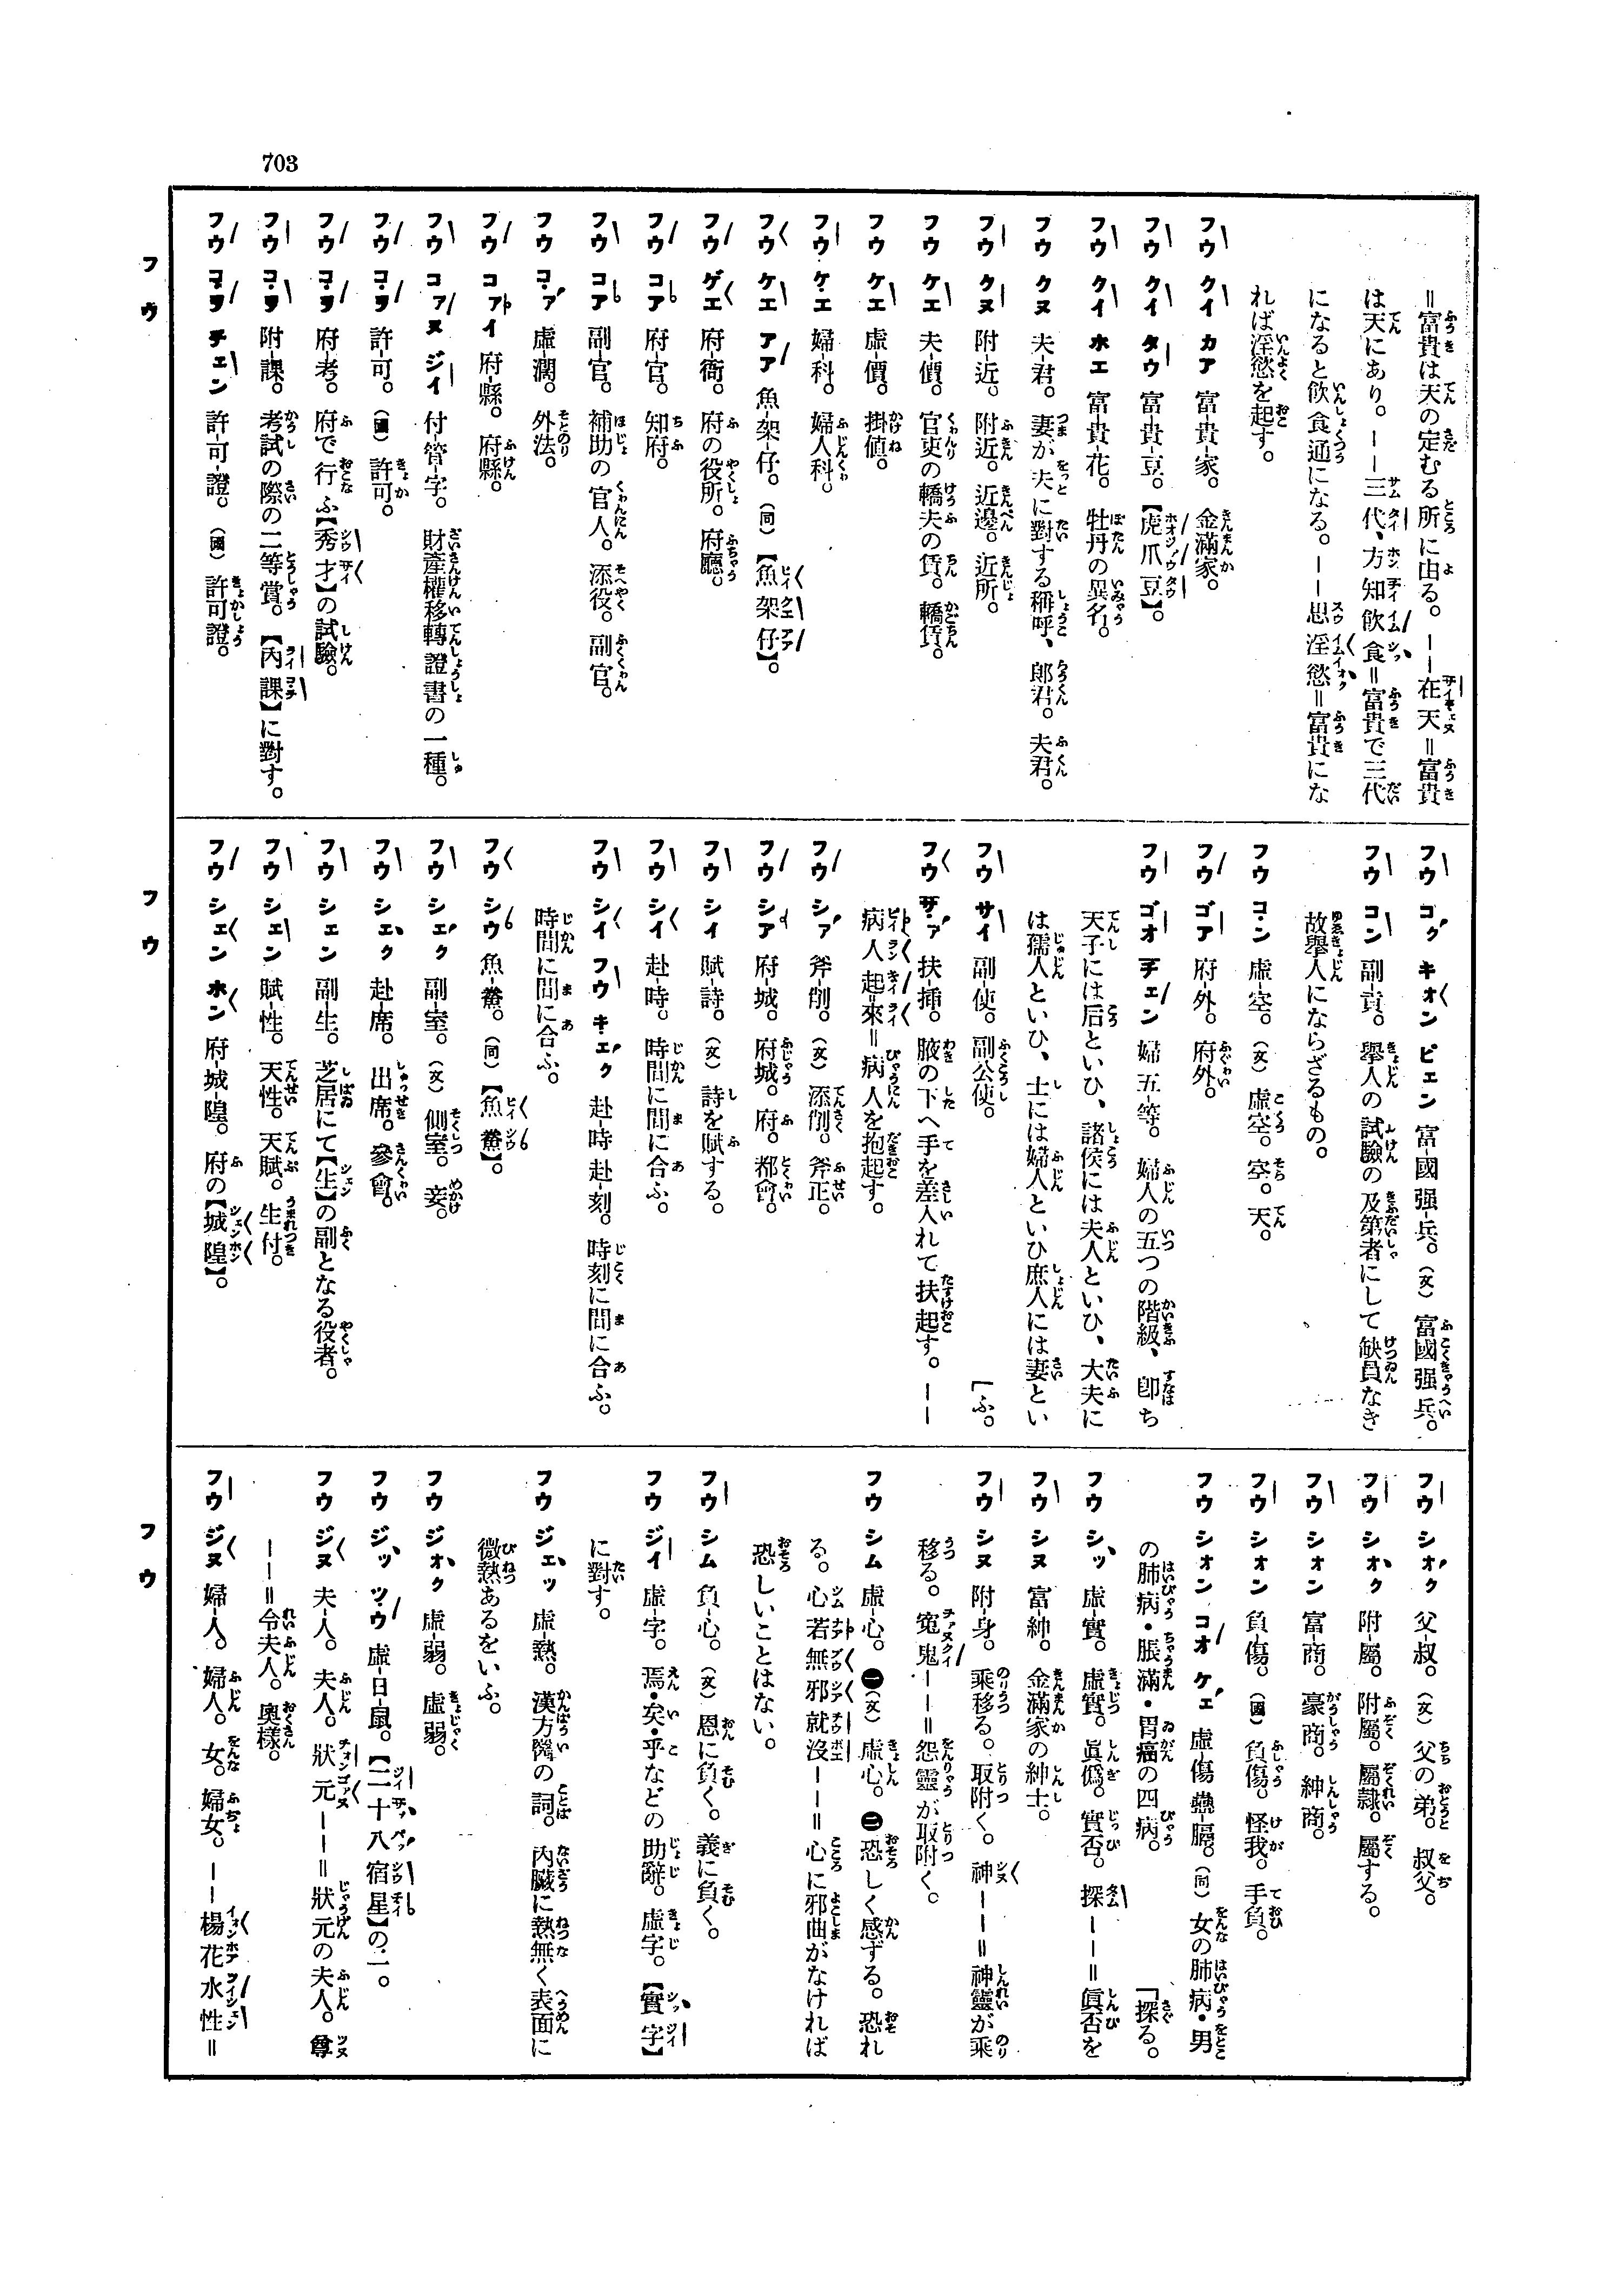 703
＝富貴は天の定むる所に由る。――在天＝富貴
は天にあり。――三代、方知飲食＝富貴で三代
になると飲食通になる。――思淫慾＝富貴にな
れば淫慾を起す。
フウ クイ カア 富貴-家。金滿家。
フウ クイ タウ 富貴-豆。【虎爪豆】。
フウ クイ ホエ 富貴-花。牡丹の異名。
フウ クヌ 夫-君。妻が夫に對する稱呼、郞君。夫君。
フウ クヌ 附-近。附近。近邊。近所。
フウ ケエ 夫-價。官吏の轎夫の賃。轎賃。
フウ ケエ 虛-價。掛値。
フウ ケエ 婦-科。婦人科。
フウ ケエ アア 魚-架-仔。（同）【魚架仔】。
フウ ゲエ 府-衙。府の役所。府廳。
フウ コア 府-官。知府。
フウ コア 副-官。補助の官人。添役。副官。
フウ コァ 虛-濶。外法。
フウ コァイ 府-縣。府縣。
フウ コァヌ ジイ 付-管-字。財產權移轉證書の一種。
フウ コヲ 許-可。（國）許可。
フウ コヲ 府-考。府で行ふ【秀才】の試驗。
フウ コヲ 附-課。考試の際の二等賞。【內課】に對す。
フウ コヲ チェン 許-可-證。（國）許可證。
フウ
フウ コク キォン ピェン 富-國 强-兵。（文）富國强兵。
フウ コン 副-貢。擧人の試驗の及第者にして缺員なき
故擧人にならざるもの。
フウ コン 虛-空。（文）虛空。空。天。
フウ ゴア 府-外。府外。
フウ ゴオ チェン 婦 五-等。婦人の五つの階級、卽ち
天子には后といひ、諸侯には夫人といひ、大夫に
は孺人といひ、士には婦人といひ庶人には妻とい
フウ サイ 副-使。副公使。［ふ。
フウ サァ 扶-揷。腋の下へ手を差入れて扶起す。――
病人起來＝病人を抱起す。
フウ シァ 斧-削。（文）添削。斧正。
フウ シア 府-城。府城。府。都會。
フウ シイ 賦-詩。（文）詩を賦する。
フウ シイ 赴-時。時間に間に合ふ。
フウ シイ フウ キェク 赴-時 赴-刻。時刻に間に合ふ。
時間に間に合ふ。
フウ シウ 魚-鯗。（同）【魚鯗】。
フウ シェク 副-室。（文）側室。妾。
フウ シェク 赴-席。出席。參會。
フウ シェン 副-生。芝居にて【生】の副となる役者。
フウ シェン 賦-性。天性。天賦。生付。
フウ シェン ホン 府-城-隍。府の【城隍】。
フウ
フウ シォク 父-叔。（文）父の弟。叔父。
フウ シォク 附-屬。附屬。屬隷。屬する。
フウ シォン 富-商。豪商。紳商。
フウ シォン 負-傷。（國）負傷。怪我。手負。
フウ シォン コオ ケェ 虛-傷 蠱-膈。（同）女の肺病・男
の肺病・脹滿・胃癌の四病。［探る。
フウ シッ 虛-實。虛實。眞僞。實否。探――＝眞否を
フウ シヌ 富-紳。金滿家の紳士。
フウ シヌ 附-身。乘移る。取附く。神――＝神靈が乘
移る。冤鬼――＝怨靈が取附く。
フウ シム 虛-心。㊀（文）虛心。㊁恐しく感ずる。恐れ
る。心若無邪就沒――＝心に邪曲がなければ
恐しいことはない。
フウ シム 負-心。（文）恩に負く。義に負く。
フウ ジイ 虛-字。焉・矣・乎などの助辭。虛字。【實字】
に對す。
フウ ジェッ 虛-熱。漢方醫の詞。內臟に熱無く表面に
微熱あるをいふ。
フウ ジォク 虛-弱。虛弱。
フウ ジッ ツウ 虛-日-鼠。【二十八宿星】の一。
フウ ジヌ 夫-人。夫人。狀元――＝狀元の夫人。尊
――＝令夫人。奧樣。
フウ ジヌ 婦-人。婦人。女。婦女。――楊花水性＝
フウ